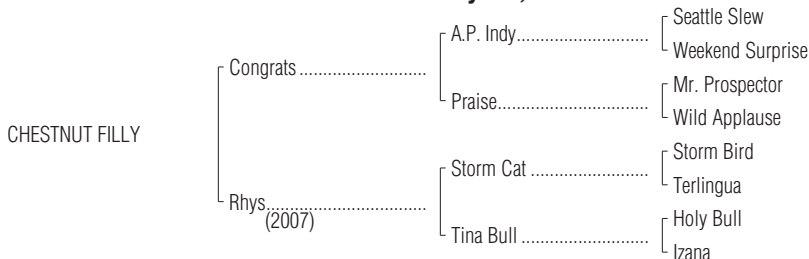 Seattle Slew
A.P. Indy..................................
Weekend Surprise
Congrats ...........................
Mr. Prospector
Praise......................................
Wild Applause
CHESTNUT FILLY
Storm Bird
Storm Cat ...............................
Terlingua
Rhys..................................
(2007)
Holy Bull
Tina Bull .................................
Izana